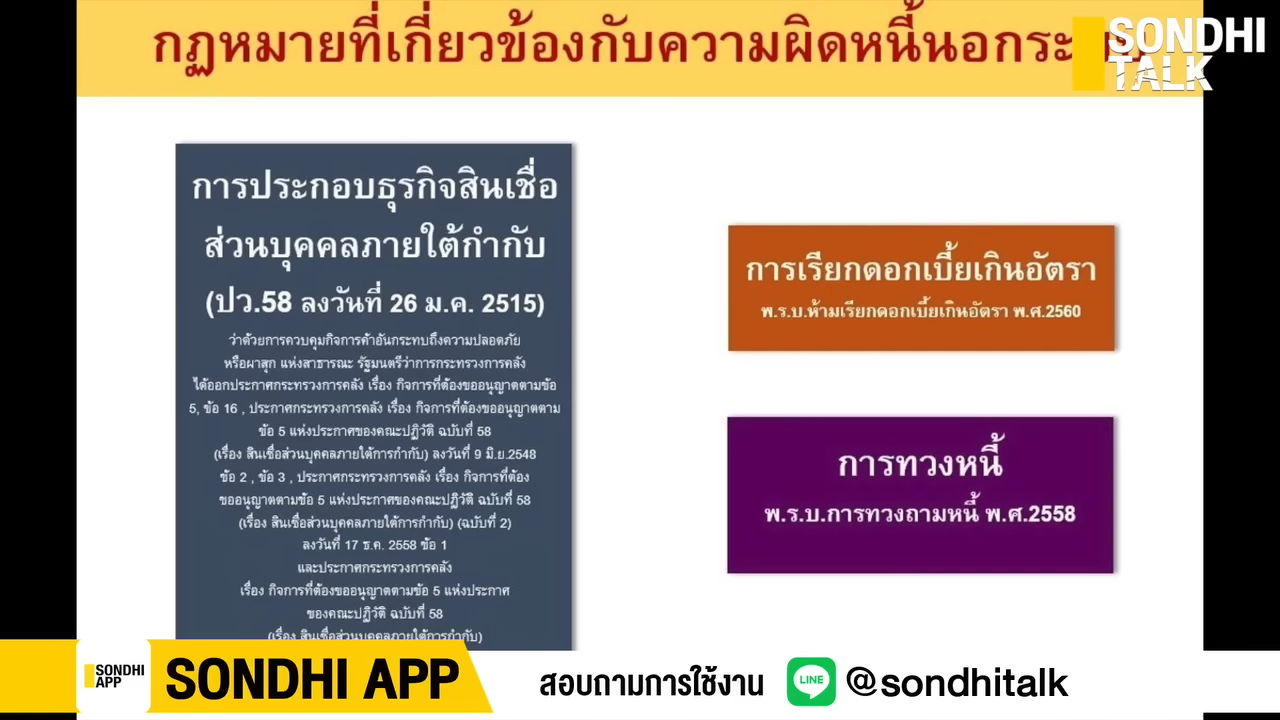 กฎหมายที่เกี่ยวข้องกับความผิดหนี้นอกระ
SONDHI
TALK
การประกอบธุรกิจสินเชื่อ
ส่วนบุคคลภายใต้กำกับ
(ปว.58 ลงวันที่ 26 ม.ค. 2515)
ว่าด้วยการควบคุมกิจการค้าอันกระทบถึงความปลอดภัย
หรือผาสุก แห่งสาธารณะ รัฐมนตรีว่าการกระทรวงการคลัง
ได้ออกประกาศกระทรวงการคลัง เรื่อง กิจการที่ต้องขออนุญาตตามข้อ
5, ข้อ 16 , ประกาศกระทรวงการคลัง เรื่อง กิจการที่ต้องขออนุญาตตาม
ข้อ 5 แห่งประกาศของคณะปฏิวัติ ฉบับที่ 58
(เรื่อง สินเชื่อส่วนบุคคลภายใต้การกำกับ) ลงวันที่ 9 มิ.ย.2548
ข้อ 2 , ข้อ 3 , ประกาศกระทรวงการคลัง เรื่อง กิจการที่ต้อง
ขออนุญาตตามข้อ 5 แห่งประกาศของคณะปฏิวัติ ฉบับที่ 58
(เรื่อง สินเชื่อส่วนบุคคลภายใต้การกำกับ) (ฉบับที่ 2)
ลงวันที่ 17 ธ.ค. 2558 ข้อ 1
และประกาศกระทรวงการคลัง
เรื่อง กิจการที่ต้องขออนุญาตตามข้อ 5 แห่งประกาศ
ของคณะปฏิวัติ ฉบับที่ 58
(เรื่อง สินเชื่อส่วนบุคคลภายใต้การกำกับ)
การเรียกดอกเบี้ยเกินอัตรา
พ.ร.บ.ห้ามเรียกดอกเบี้ยเกินอัตรา พ.ศ.2560
การทวงหนี้
พ.ร.บ.การทวงถามหนี้ พ.ศ.2558
SONDHI
APP
SONDHI APP
สอบถามการใช้งาน
LINE
@sondhitalk